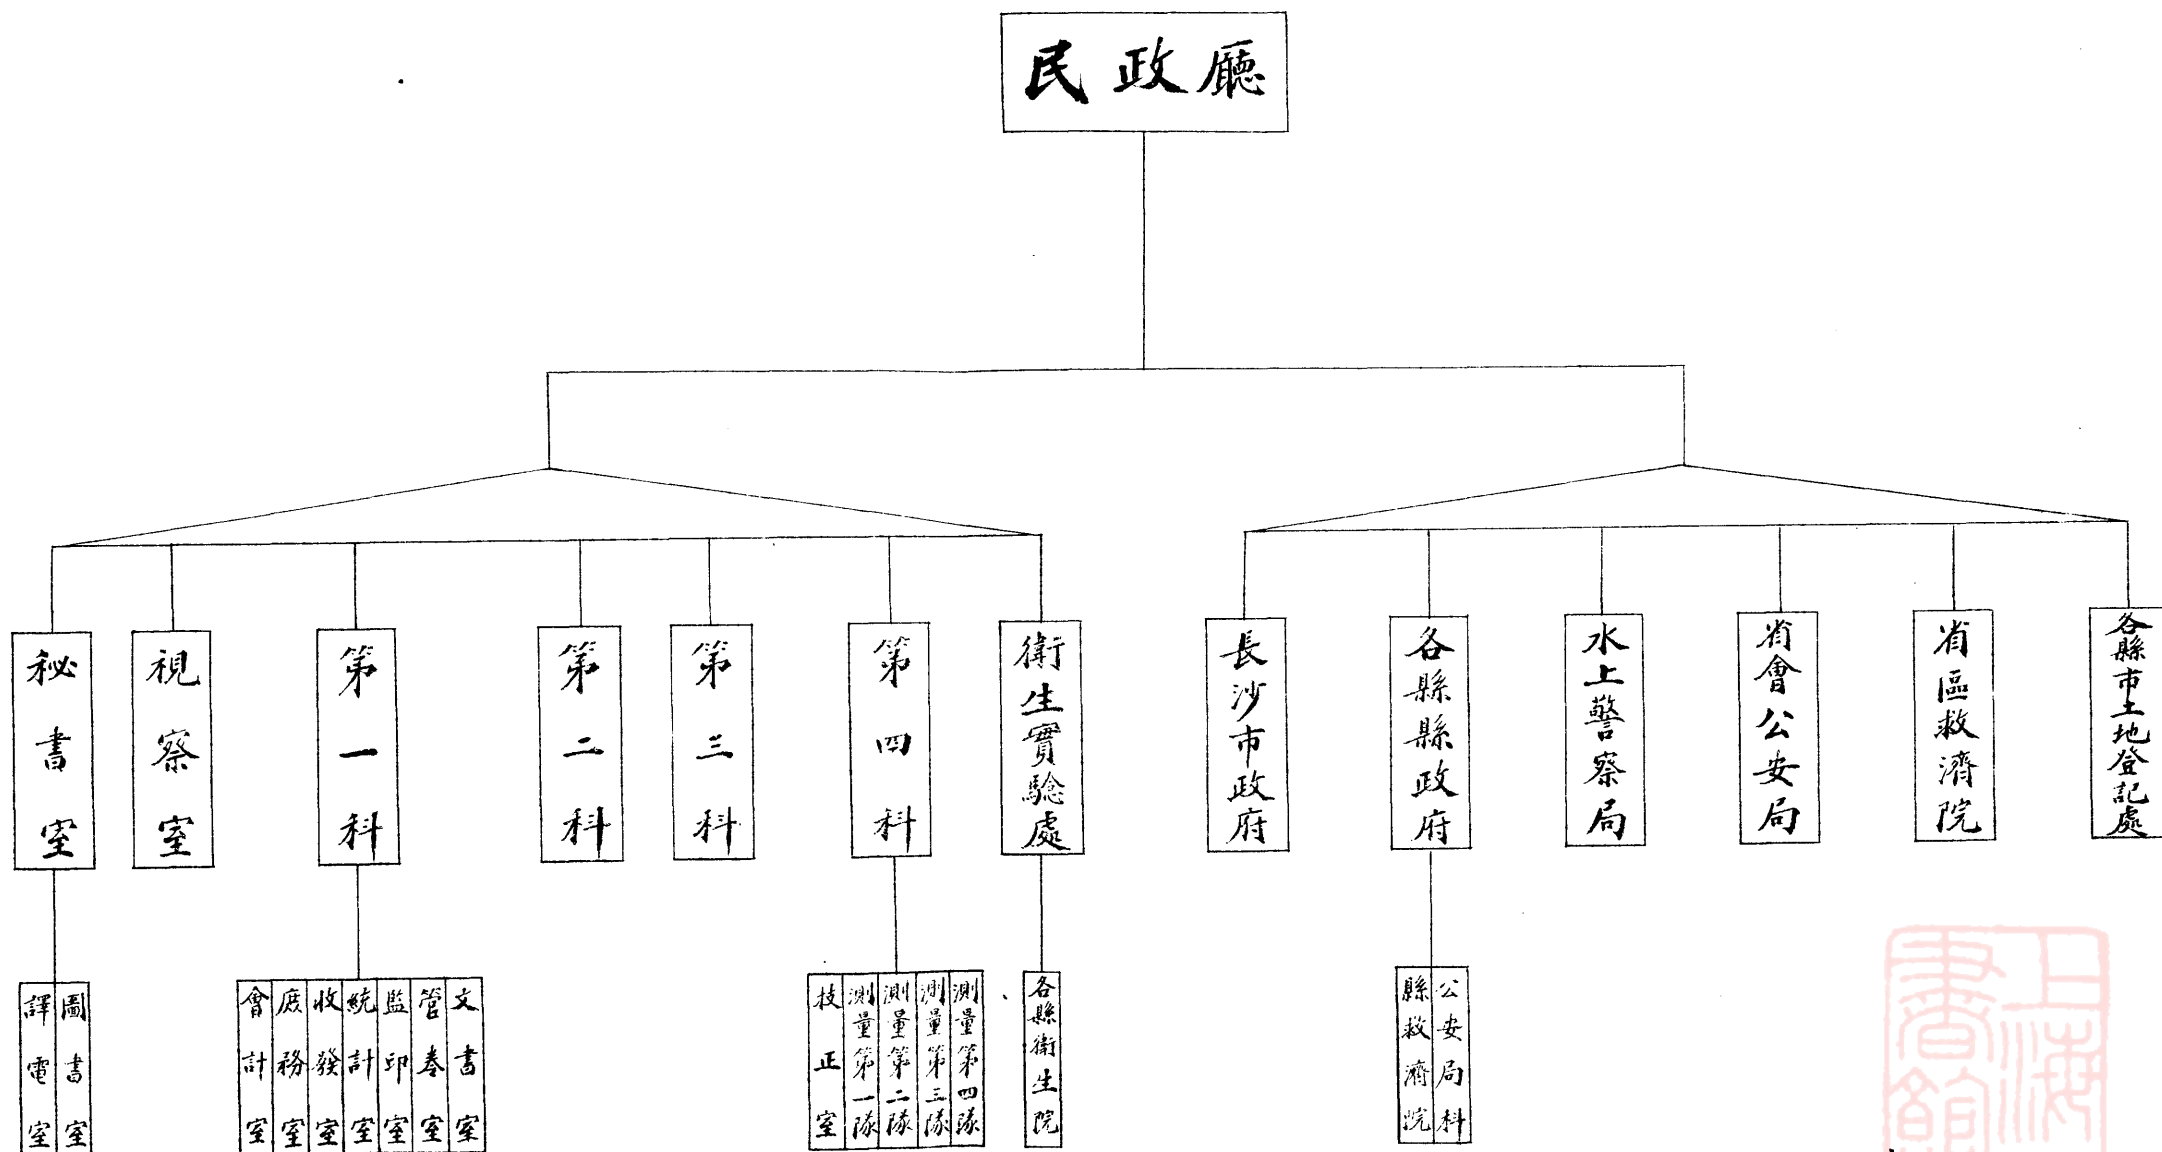 民政廳
秘書室
視察室
第一科
第二科
第三科
第四科
衛生實驗處
長沙市政府
各縣縣政府
水上警察局
省會公安局
省區救濟院
各縣市土地登記處
譯電室
圖書室
會計室
庶務室
收發室
統計室
監印室
管卷室
文書室
技正室
測量第一隊
測量第二隊
測量第三隊
測量第四隊
各縣衛生院
縣救濟院
公安局科
上海
書館